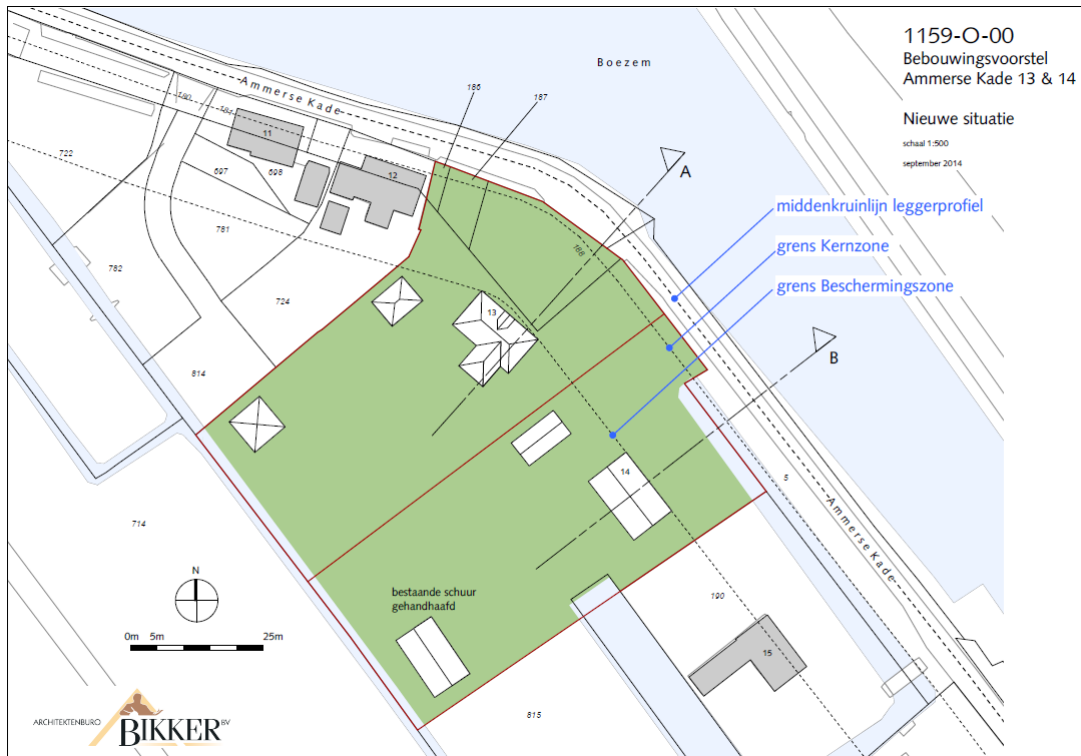 1159-O-00
Bebouwingsvoorstel
Ammerse Kade 13 & 14
Nieuwe situatie
schaal 1:500
september 2014
Boezem
Ammerse Kade
186
187
180
181
11
12
722
697
698
781
782
724
814
188
A
middenkruinlijn leggerprofiel
grens Kernzone
grens Beschermingszone
13
B
14
5
Ammerse Kade
714
N
0m 5m 25m
bestaande schuur
gehandhaafd
190
15
815
ARCHITEKTENBURO BIKKER BV